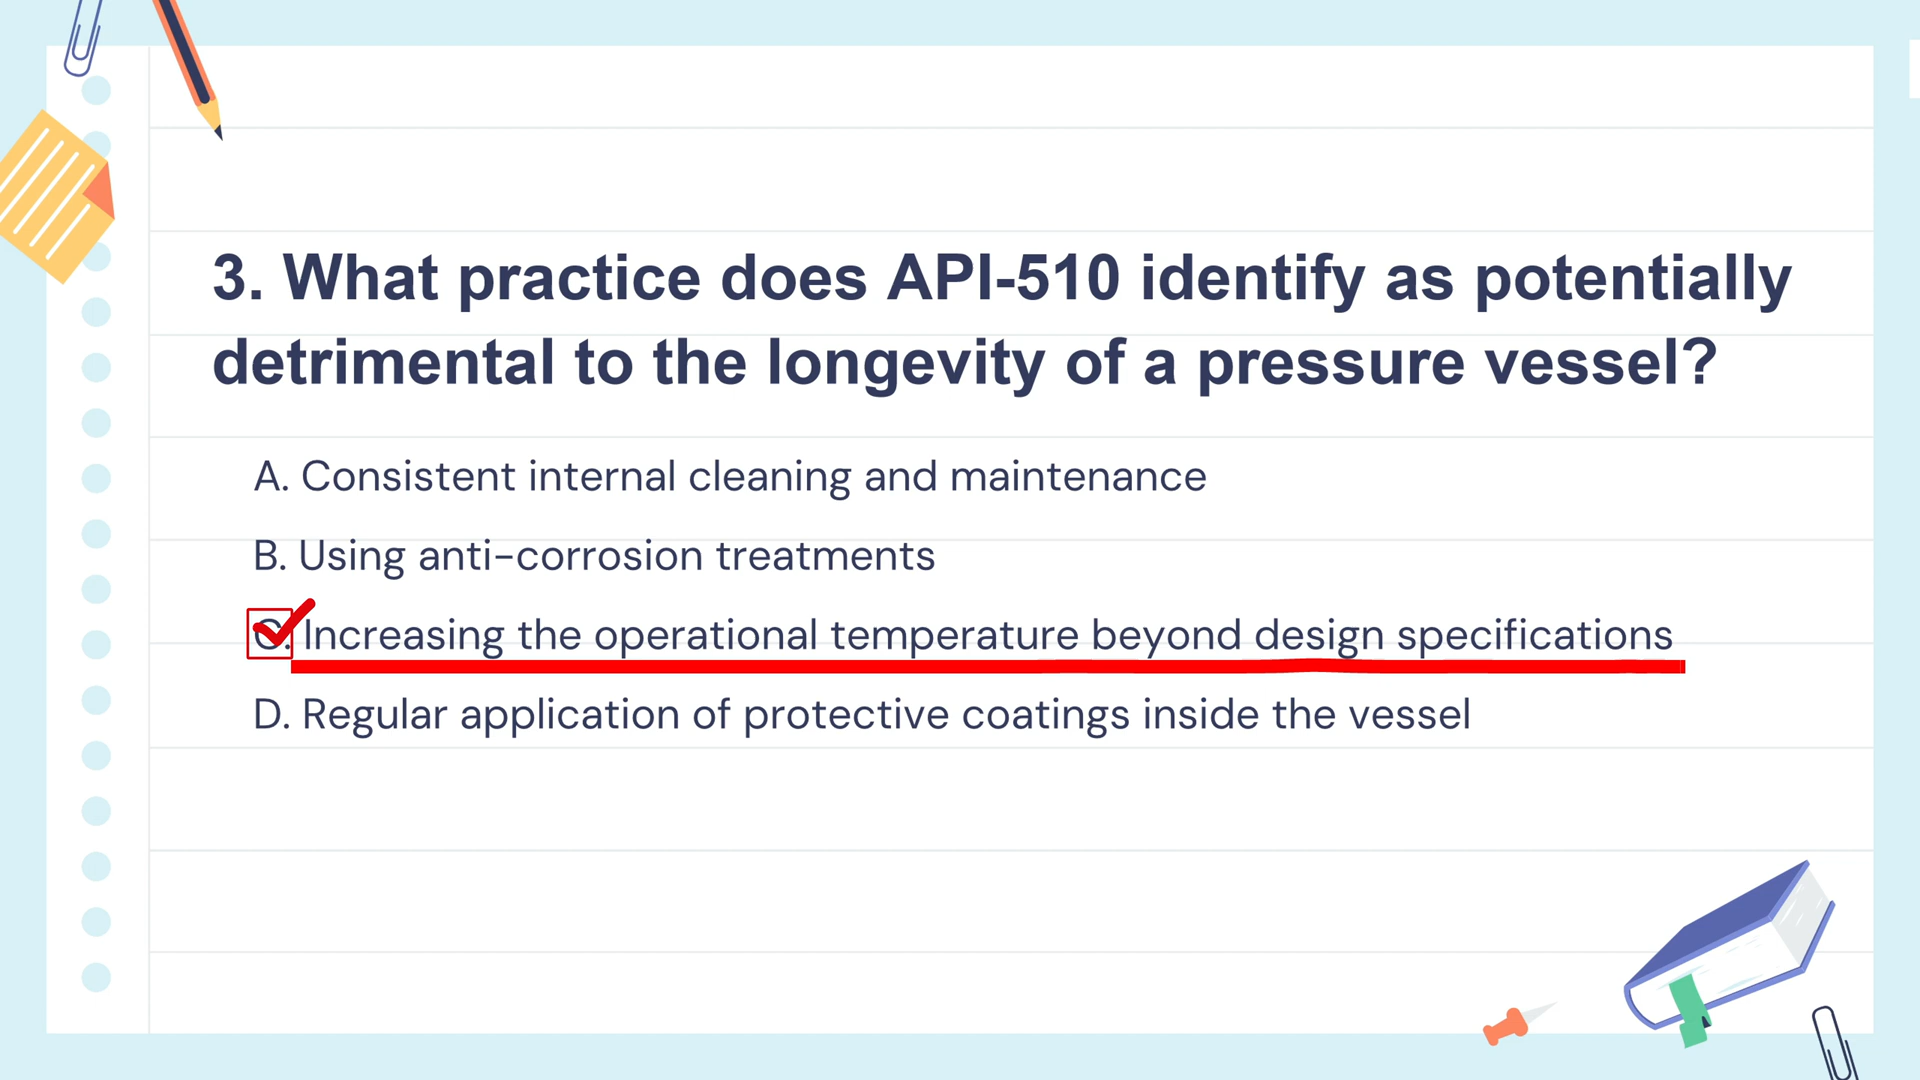 3. What practice does API-510 identify as potentially
detrimental to the longevity of a pressure vessel?
A. Consistent internal cleaning and maintenance
B. Using anti-corrosion treatments
C. Increasing the operational temperature beyond design specifications
D. Regular application of protective coatings inside the vessel